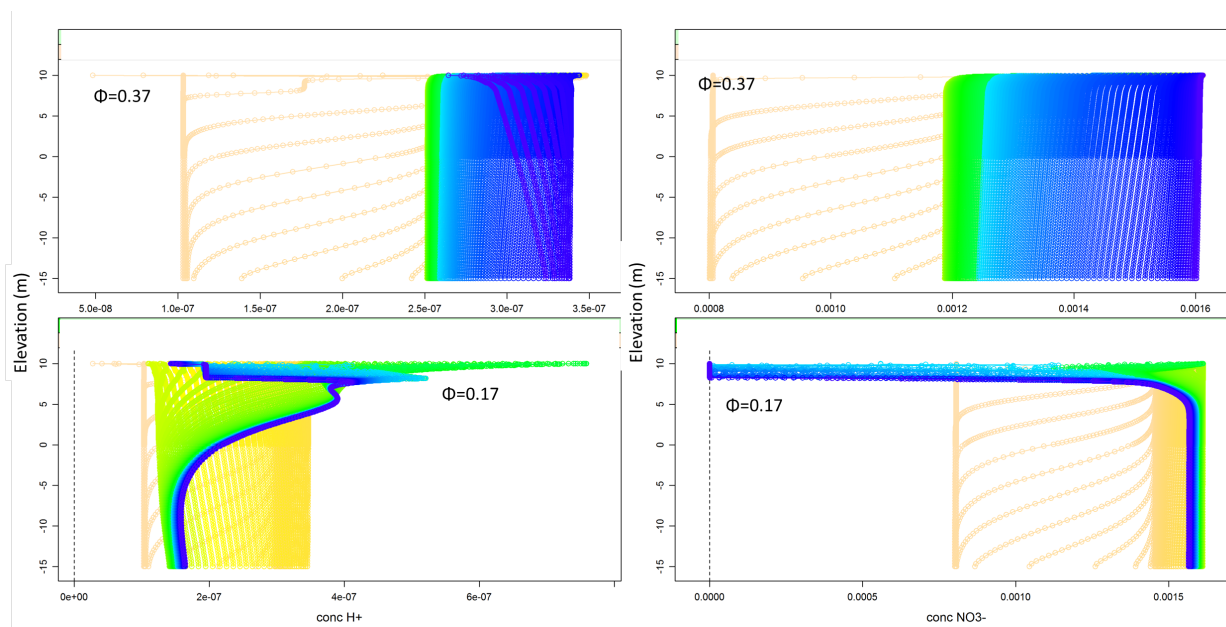 Φ=0.37
10
5
0
-5
-10
-15
Elevation (m)
5.0e-08 1.0e-07 1.5e-07 2.0e-07 2.5e-07 3.0e-07 3.5e-07
Φ=0.37
10
5
0
-5
-10
-15
Elevation (m)
0.0008 0.0010 0.0012 0.0014 0.0016
Φ=0.17
10
5
0
-5
-10
-15
0e+00 2e-07 4e-07 6e-07
conc H+
Φ=0.17
10
5
0
-5
-10
-15
0.0000 0.0005 0.0010 0.0015
conc NO3-